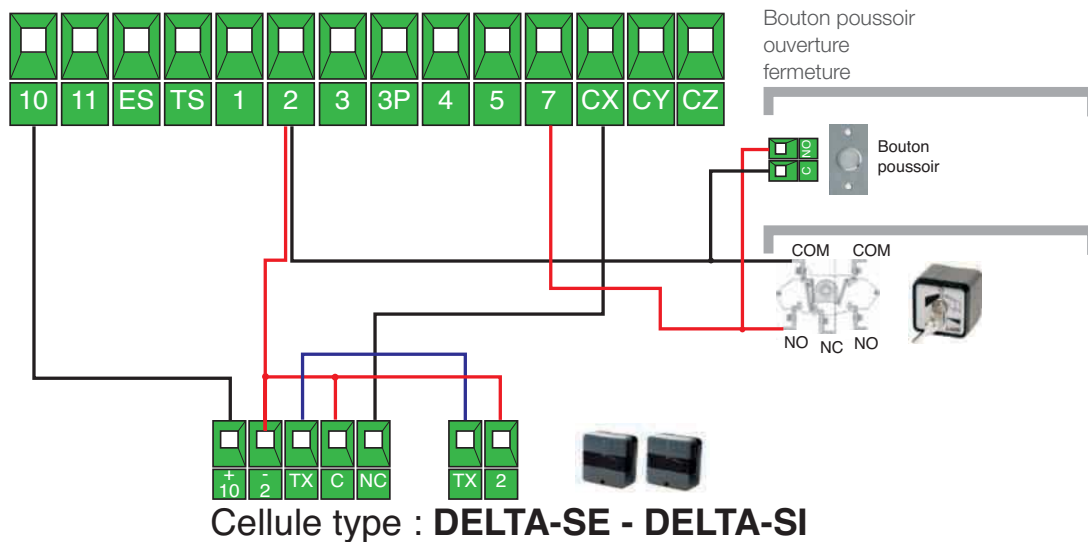 Bouton poussoir
ouverture
fermeture
10 11 ES TS 1 2 3 3P 4 5 7 CX CY CZ
NO
C
Bouton
poussoir
COM COM
NO NC NO
+ - TX C NC TX 2
10 2
Cellule type : DELTA-SE - DELTA-SI